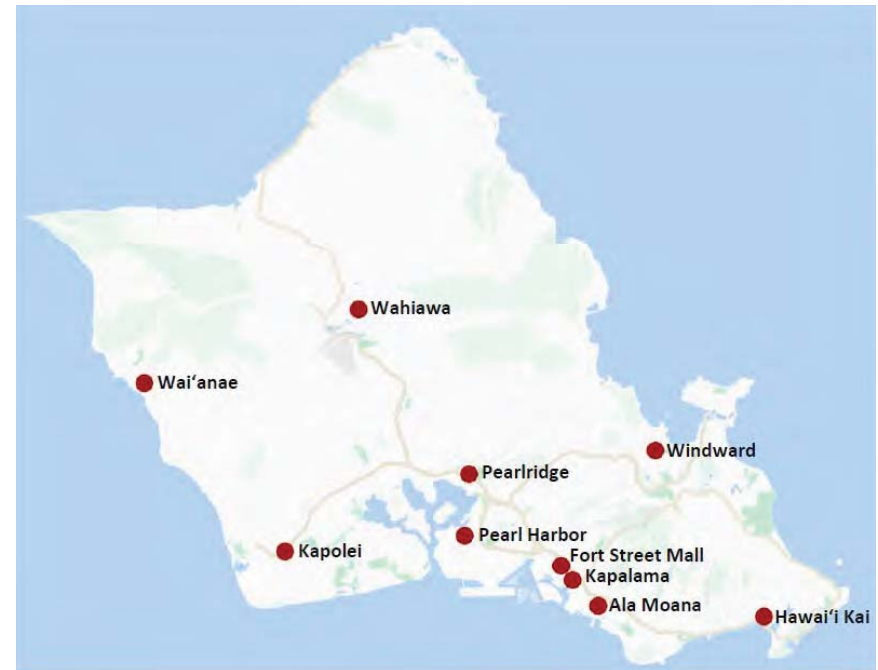 Wahiawa
Wai‘anae
Windward
Pearlridge
Pearl Harbor
Kapolei
Fort Street Mall
Kapalama
Ala Moana
Hawai‘i Kai